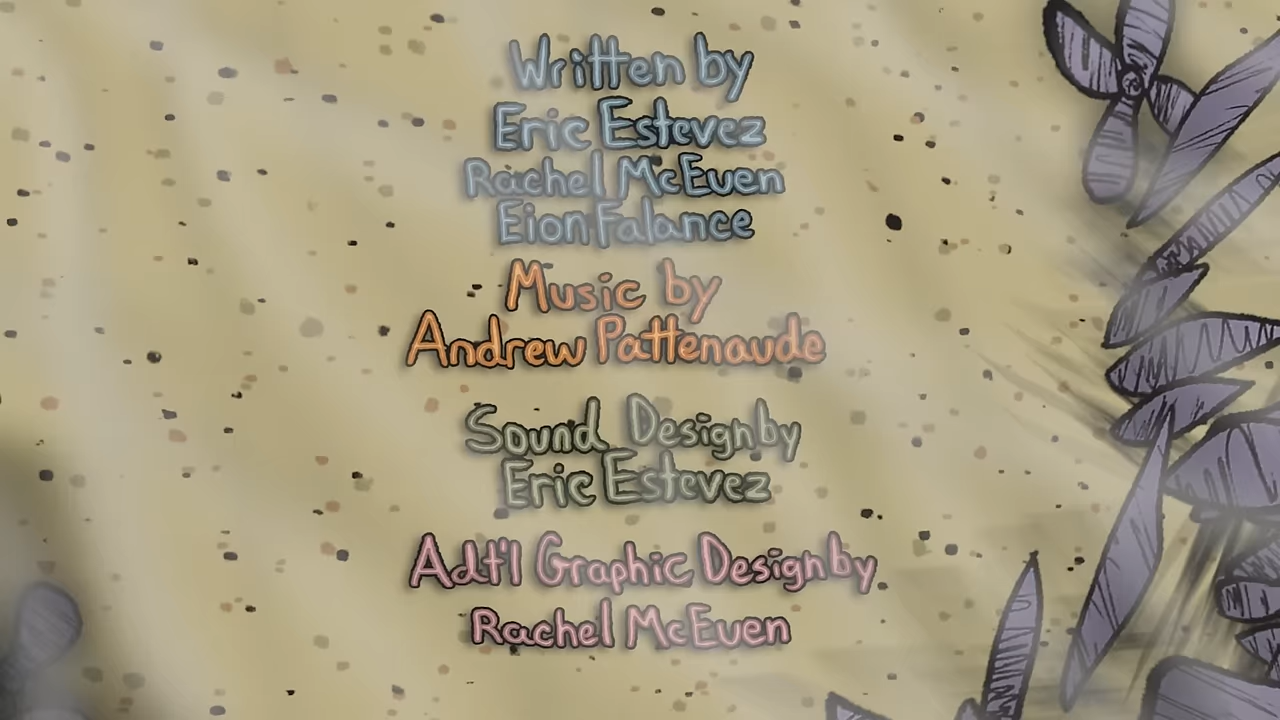 Written by
Eric Estevez
Rachel McEuen
Eion Falance
Music by
Andrew Pattenaude
Sound Design by
Eric Estevez
Adt'l Graphic Design by
Rachel McEuen